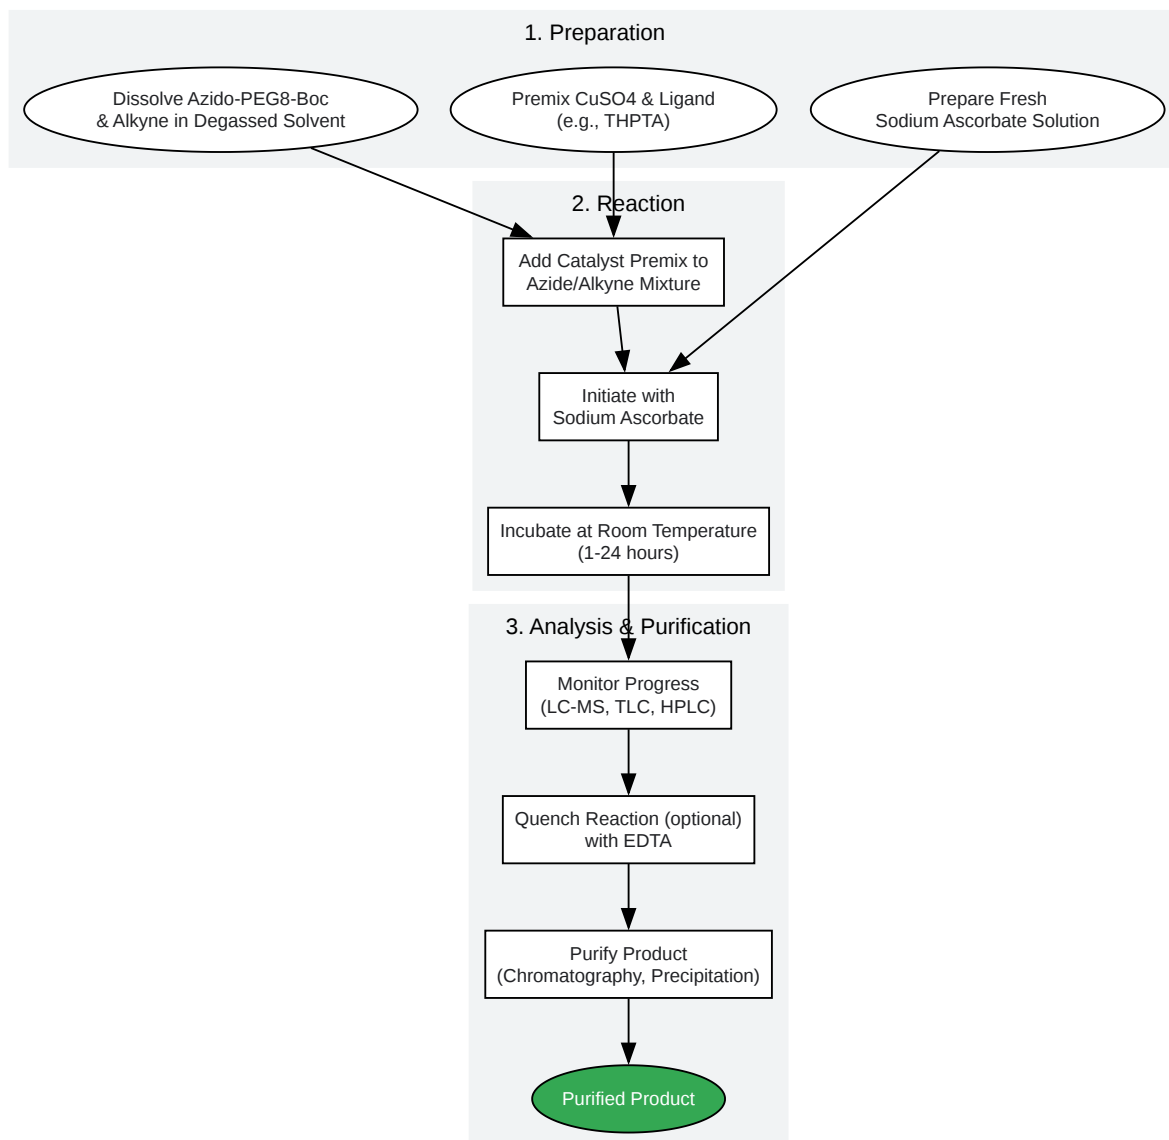 1. Preparation
Dissolve Azido-PEG8-Boc
& Alkyne in Degassed Solvent
Premix CuSO4 & Ligand
(e.g., THPTA)
Prepare Fresh
Sodium Ascorbate Solution
2. Reaction
Add Catalyst Premix to
Azide/Alkyne Mixture
Initiate with
Sodium Ascorbate
Incubate at Room Temperature
(1-24 hours)
3. Analysis & Purification
Monitor Progress
(LC-MS, TLC, HPLC)
Quench Reaction (optional)
with EDTA
Purify Product
(Chromatography, Precipitation)
Purified Product